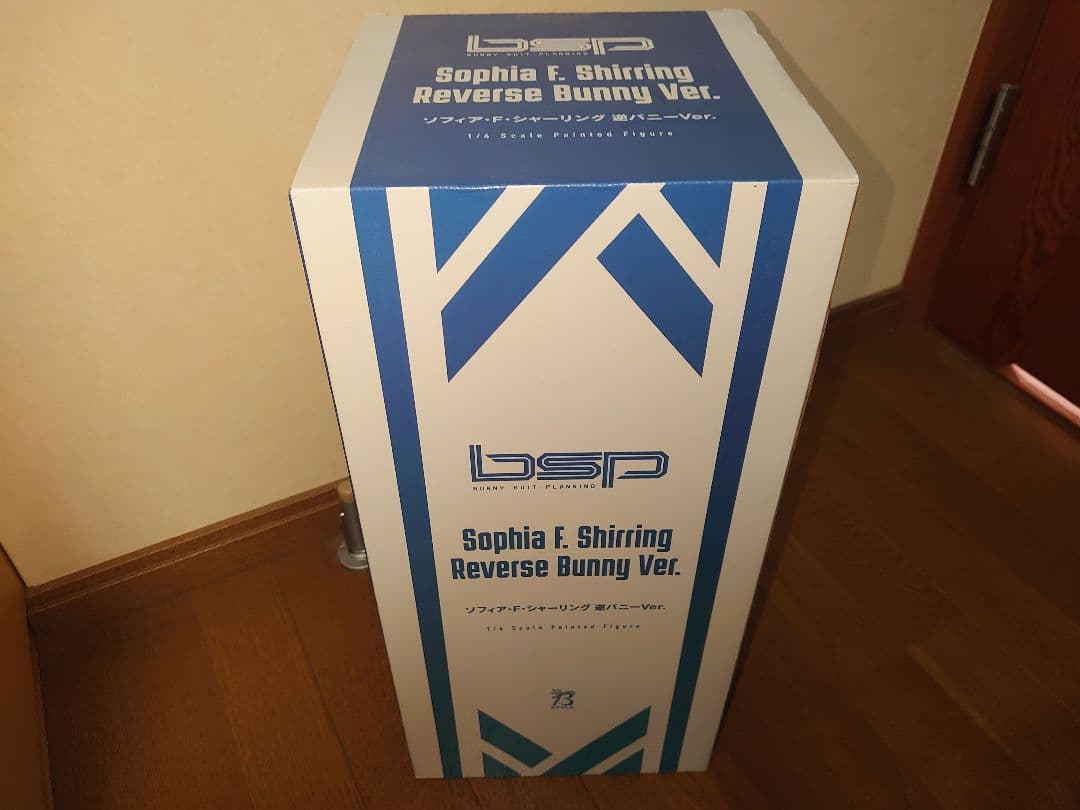 bsp
BUNNY SUIT PLANNING
Sophia F. Shirring
Reverse Bunny Ver.
ソフィア・F・シャーリング 逆バニーVer.
1/4 Scale Painted Figure
bsp
BUNNY SUIT PLANNING
Sophia F. Shirring
Reverse Bunny Ver.
ソフィア・F・シャーリング 逆バニーVer.
1/4 Scale Painted Figure
B
STYLE